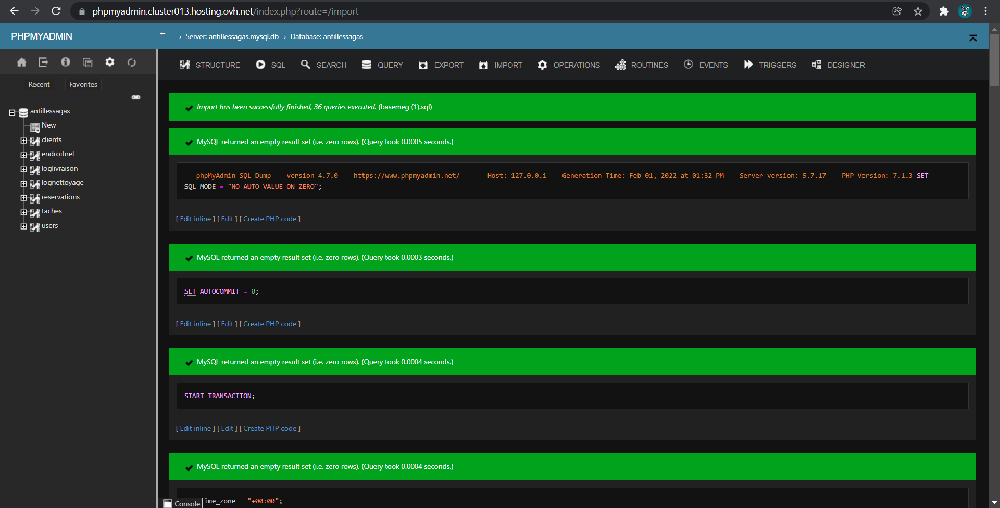 phpmyadmin.cluster013.hosting.ovh.net/index.php?route=/import
PHPMYADMIN
← › Server: antillessagas.mysql.db › Database: antillessagas
Recent Favorites
antillessagas
New
clients
endroitnet
loglivraison
lognettoyage
reservations
taches
users
STRUCTURE SQL SEARCH QUERY EXPORT IMPORT OPERATIONS ROUTINES EVENTS TRIGGERS DESIGNER
Import has been successfully finished, 36 queries executed. (basemeg (1).sql)
MySQL returned an empty result set (i.e. zero rows). (Query took 0.0005 seconds.)
-- phpMyAdmin SQL Dump -- version 4.7.0 -- https://www.phpmyadmin.net/ -- -- Host: 127.0.0.1 -- Generation Time: Feb 01, 2022 at 01:32 PM -- Server version: 5.7.17 -- PHP Version: 7.1.3 SET
SQL_MODE = "NO_AUTO_VALUE_ON_ZERO";
[ Edit inline ] [ Edit ] [ Create PHP code ]
MySQL returned an empty result set (i.e. zero rows). (Query took 0.0003 seconds.)
SET AUTOCOMMIT = 0;
[ Edit inline ] [ Edit ] [ Create PHP code ]
MySQL returned an empty result set (i.e. zero rows). (Query took 0.0004 seconds.)
START TRANSACTION;
[ Edit inline ] [ Edit ] [ Create PHP code ]
MySQL returned an empty result set (i.e. zero rows). (Query took 0.0004 seconds.)
time_zone = "+00:00";
Console